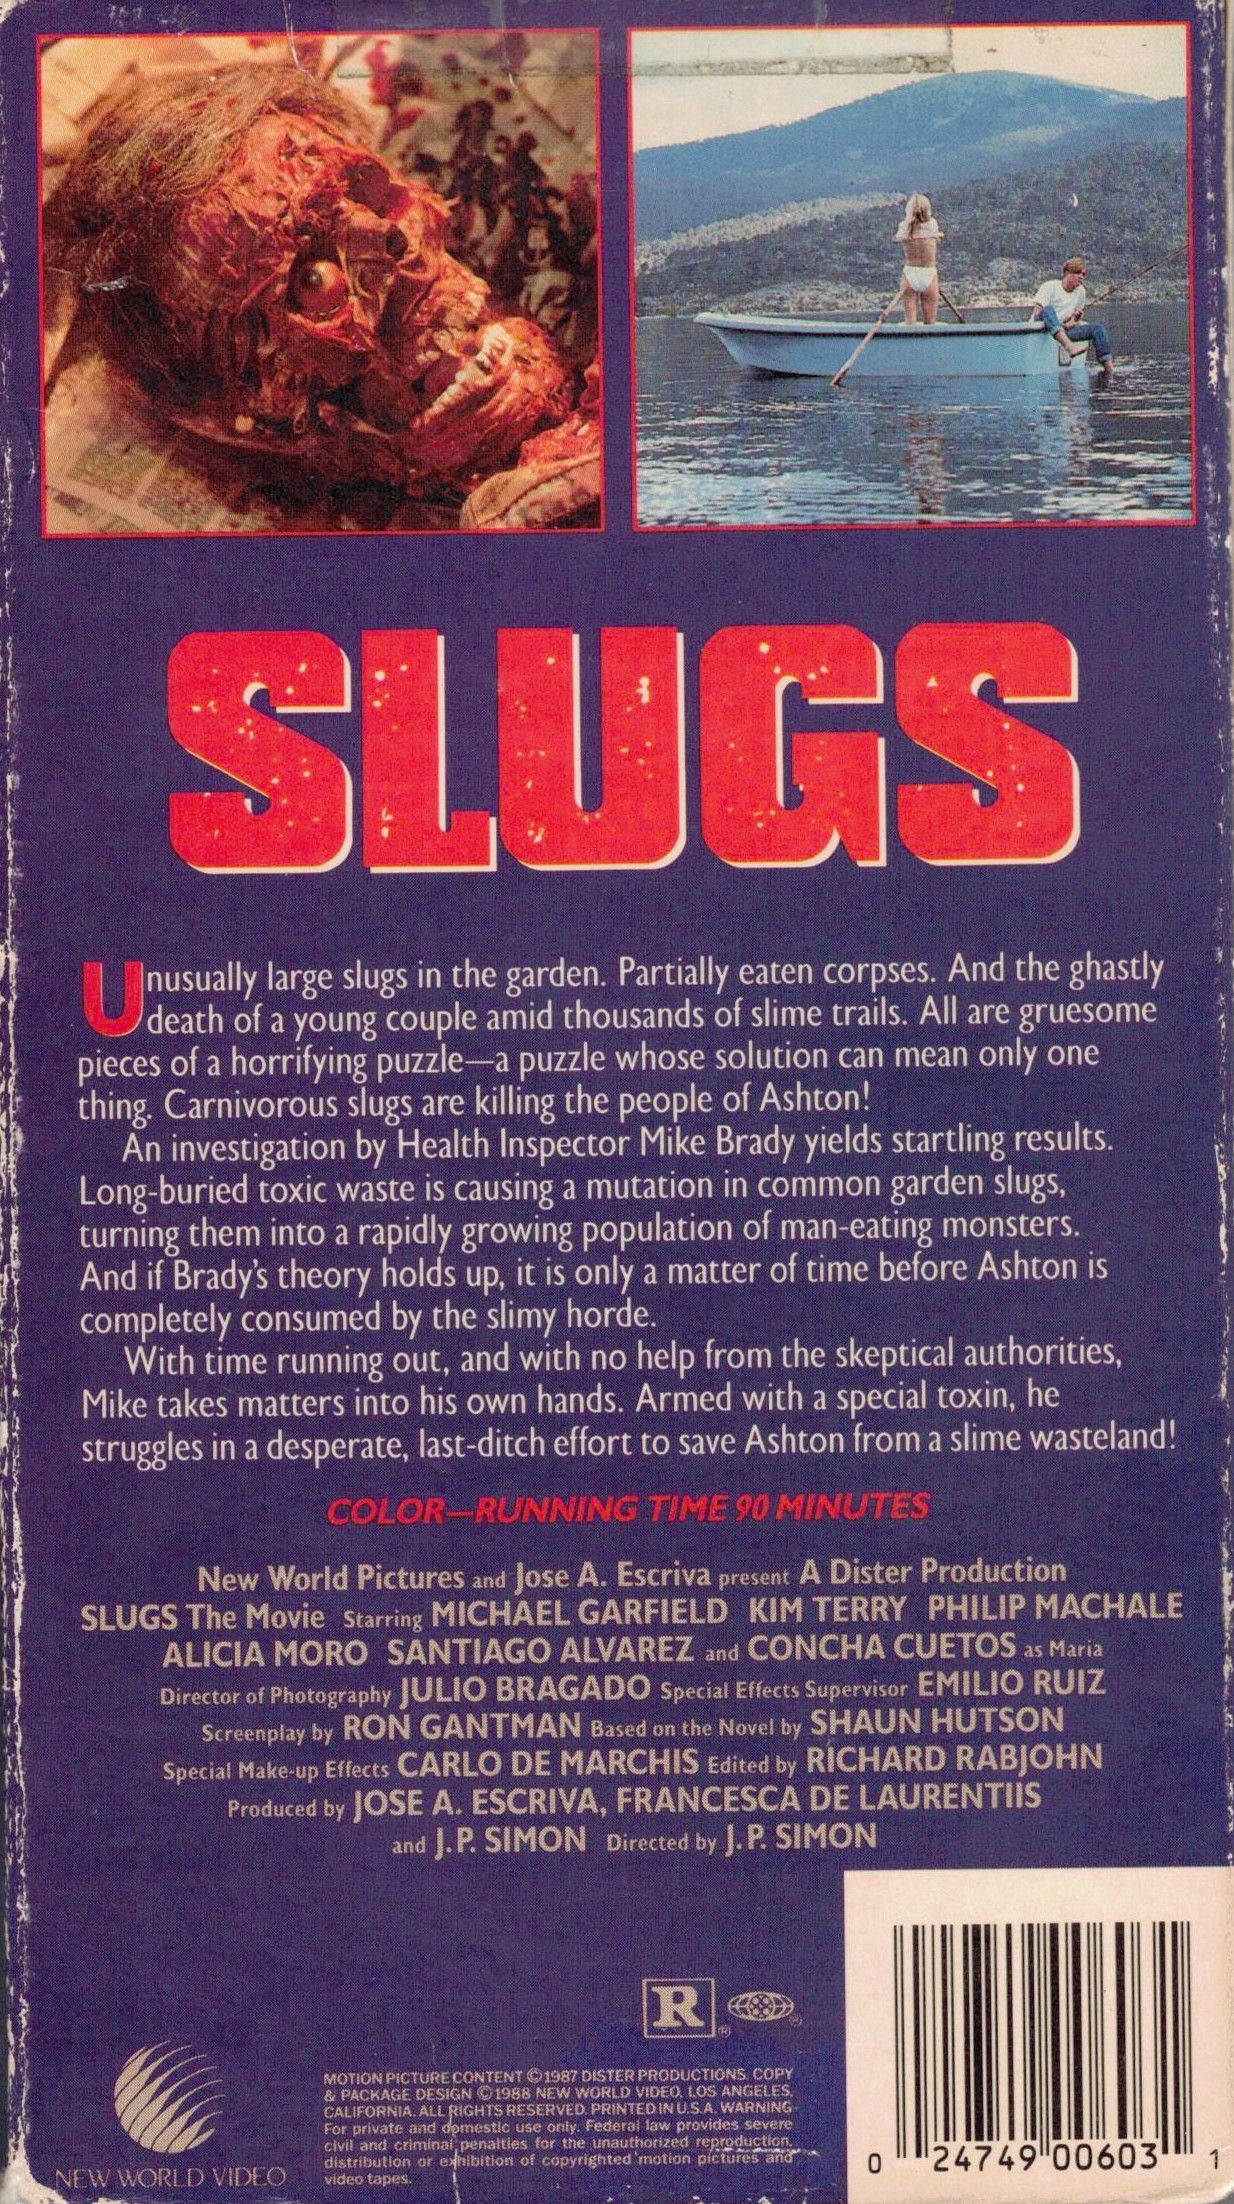 SLUGS
Unusually large slugs in the garden. Partially eaten corpses. And the ghastly
death of a young couple amid thousands of slime trails. All are gruesome
pieces of a horrifying puzzle—a puzzle whose solution can mean only one
thing. Carnivorous slugs are killing the people of Ashton!
An investigation by Health Inspector Mike Brady yields startling results.
Long-buried toxic waste is causing a mutation in common garden slugs,
turning them into a rapidly growing population of man-eating monsters.
And if Brady's theory holds up, it is only a matter of time before Ashton is
completely consumed by the slimy horde.
With time running out, and with no help from the skeptical authorities,
Mike takes matters into his own hands. Armed with a special toxin, he
struggles in a desperate, last-ditch effort to save Ashton from a slime wasteland!
COLOR—RUNNING TIME 90 MINUTES
New World Pictures and Jose A. Escriva present A Dister Production
SLUGS The Movie Starring MICHAEL GARFIELD KIM TERRY PHILIP MACHALE
ALICIA MORO SANTIAGO ALVAREZ and CONCHA CUETOS as Maria
Director of Photography JULIO BRAGADO Special Effects Supervisor EMILIO RUIZ
Screenplay by RON GANTMAN Based on the Novel by SHAUN HUTSON
Special Make-up Effects CARLO DE MARCHIS Edited by RICHARD RABJOHN
Produced by JOSE A. ESCRIVA, FRANCESCA DE LAURENTIIS
and J.P. SIMON Directed by J.P. SIMON
R ®
®
MOTION PICTURE CONTENT ©1987 DISTER PRODUCTIONS. COPY
& PACKAGE DESIGN ©1988 NEW WORLD VIDEO, LOS ANGELES,
CALIFORNIA. ALL RIGHTS RESERVED. PRINTED IN U.S.A. WARNING-
For private and domestic use only. Federal law provides severe
civil and criminal penalties for the unauthorized reproduction,
distribution or exhibition of copyrighted motion pictures and
video tapes.
NEW WORLD VIDEO
0 24749 00603 1